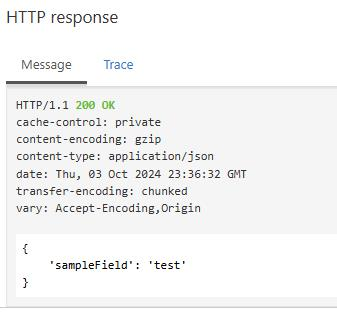 HTTP response
Message Trace
HTTP/1.1 200 OK
cache-control: private
content-encoding: gzip
content-type: application/json
date: Thu, 03 Oct 2024 23:36:32 GMT
transfer-encoding: chunked
vary: Accept-Encoding,Origin
{
    'sampleField': 'test'
}